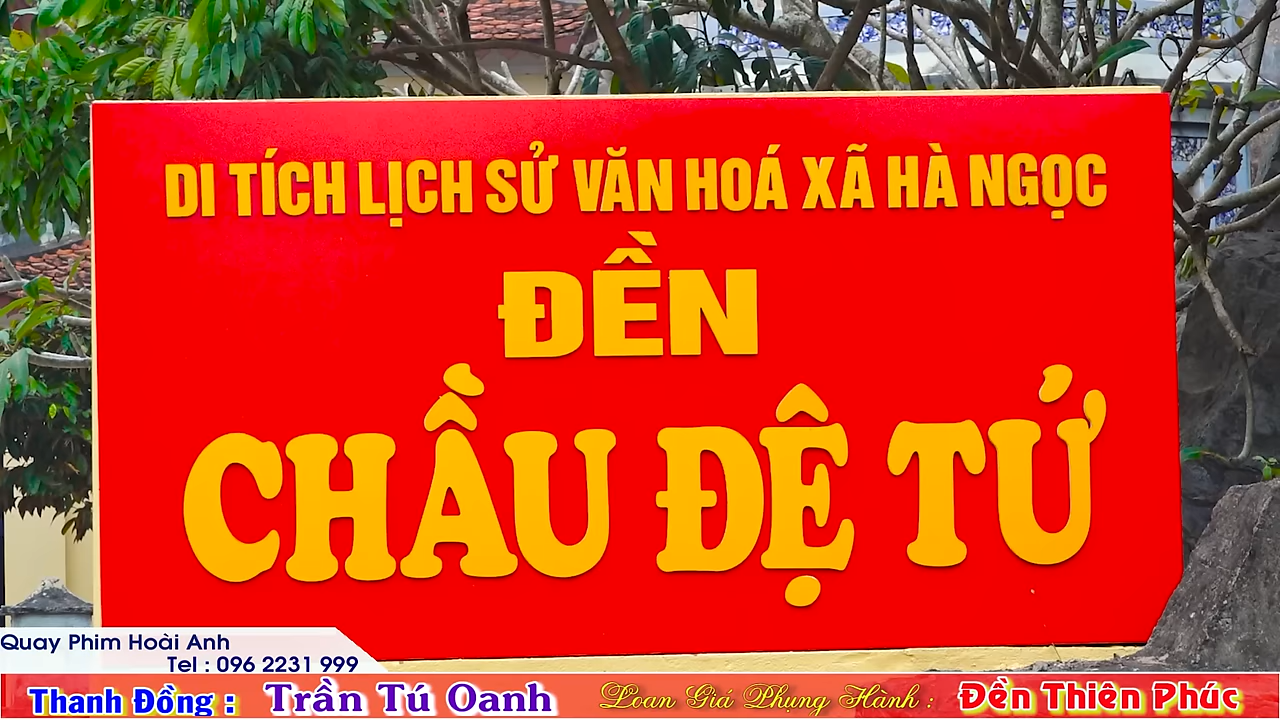 DI TÍCH LỊCH SỬ VĂN HOÁ XÃ HÀ NGỌC
ĐỀN
CHẦU ĐỆ TỨ
Quay Phim Hoài Anh
Tel : 096 2231 999
Thanh Đồng : Trần Tú Oanh Loan Giá Phụng Hành : Đền Thiên Phúc